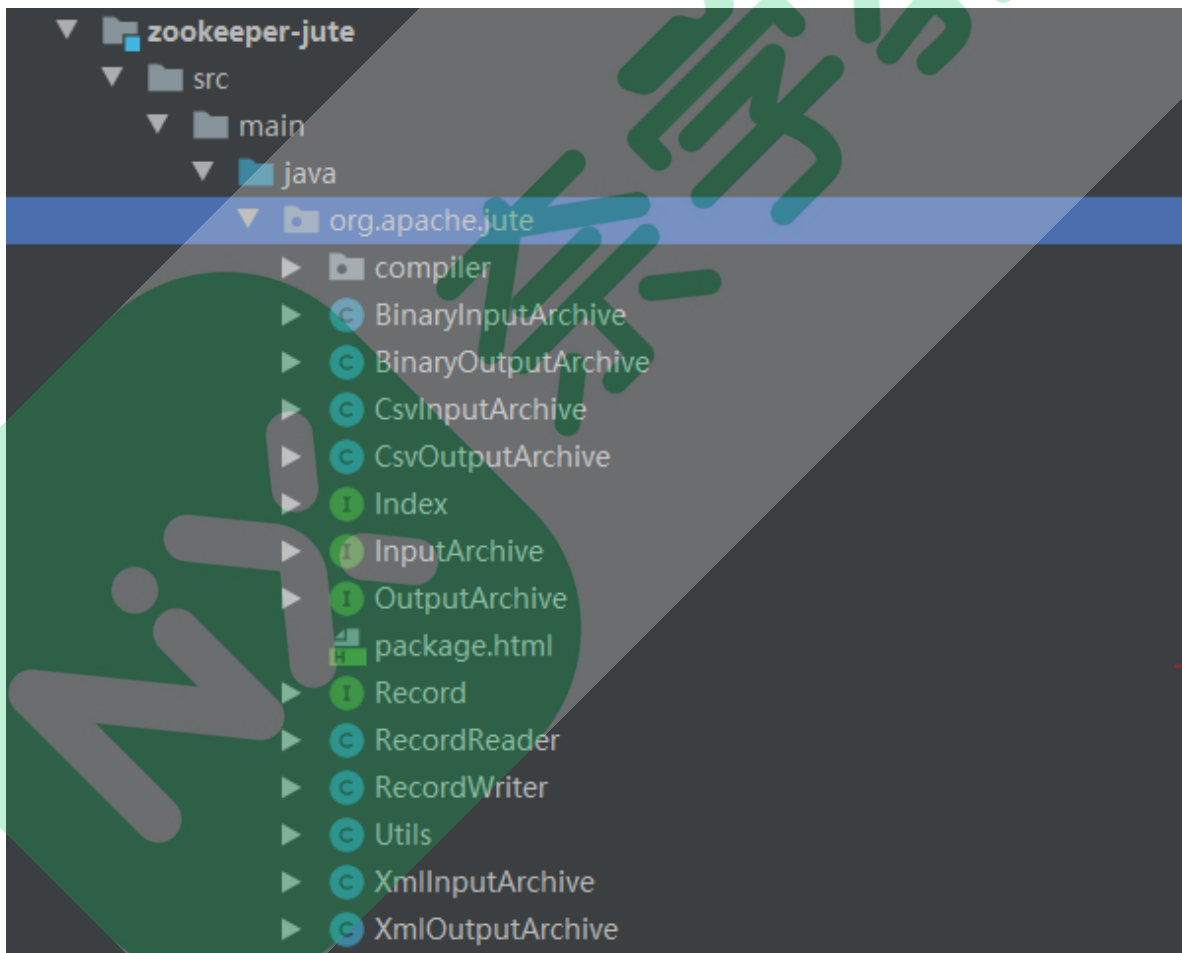 zookeeper-jute
src
main
java
org.apache.jute
compiler
BinaryInputArchive
BinaryOutputArchive
CsvInputArchive
CsvOutputArchive
Index
InputArchive
OutputArchive
package.html
Record
RecordReader
RecordWriter
Utils
XmlInputArchive
XmlOutputArchive